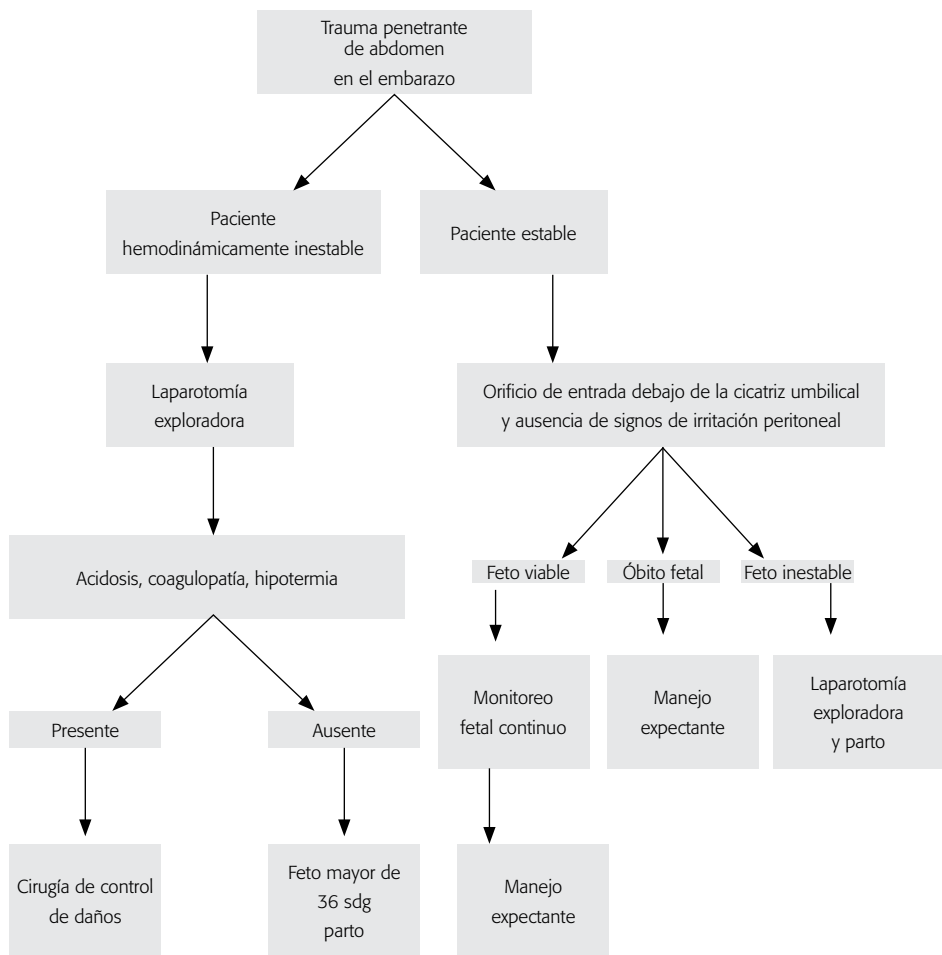 Trauma penetrante
de abdomen
en el embarazo
Paciente
hemodinámicamente inestable
Paciente estable
Laparotomía
exploradora
Orificio de entrada debajo de la cicatriz umbilical
y ausencia de signos de irritación peritoneal
Acidosis, coagulopatía, hipotermia
Feto viable
Óbito fetal
Feto inestable
Monitoreo
fetal continuo
Manejo
expectante
Laparotomía
exploradora
y parto
Presente
Ausente
Cirugía de control
de daños
Feto mayor de
36 sdg
parto
Manejo
expectante